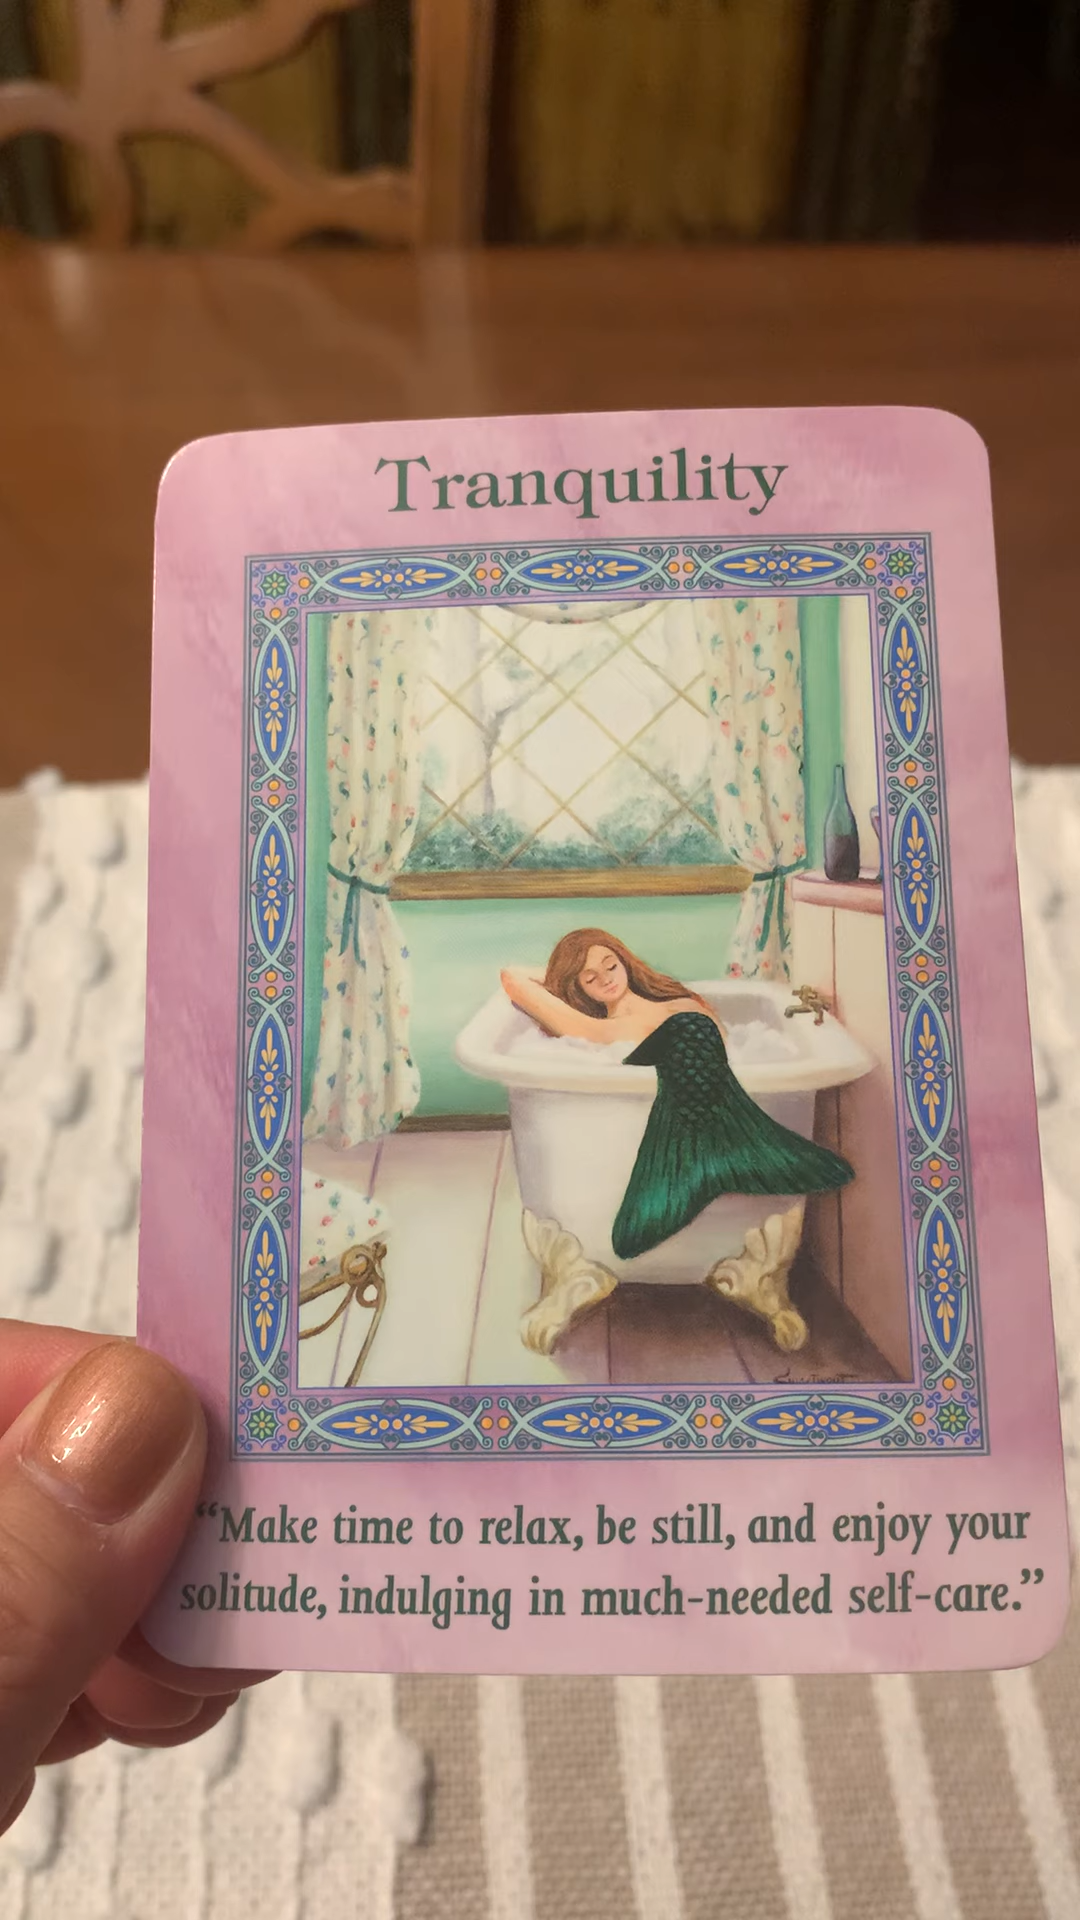 Tranquility
“Make time to relax, be still, and enjoy your
solitude, indulging in much-needed self-care.”